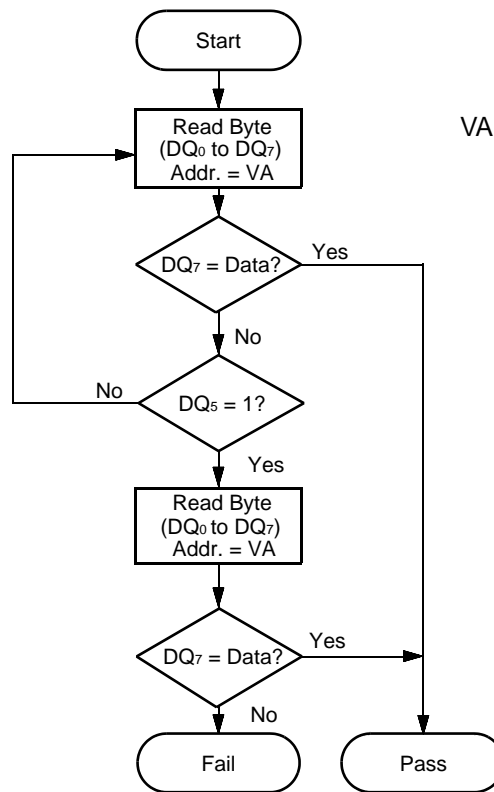 Start
VA
Read Byte
(DQ0 to DQ7)
Addr. = VA
DQ7 = Data?
Yes
No
No
DQ5 = 1?
Yes
Read Byte
(DQ0 to DQ7)
Addr. = VA
DQ7 = Data?
Yes
No
Fail
Pass